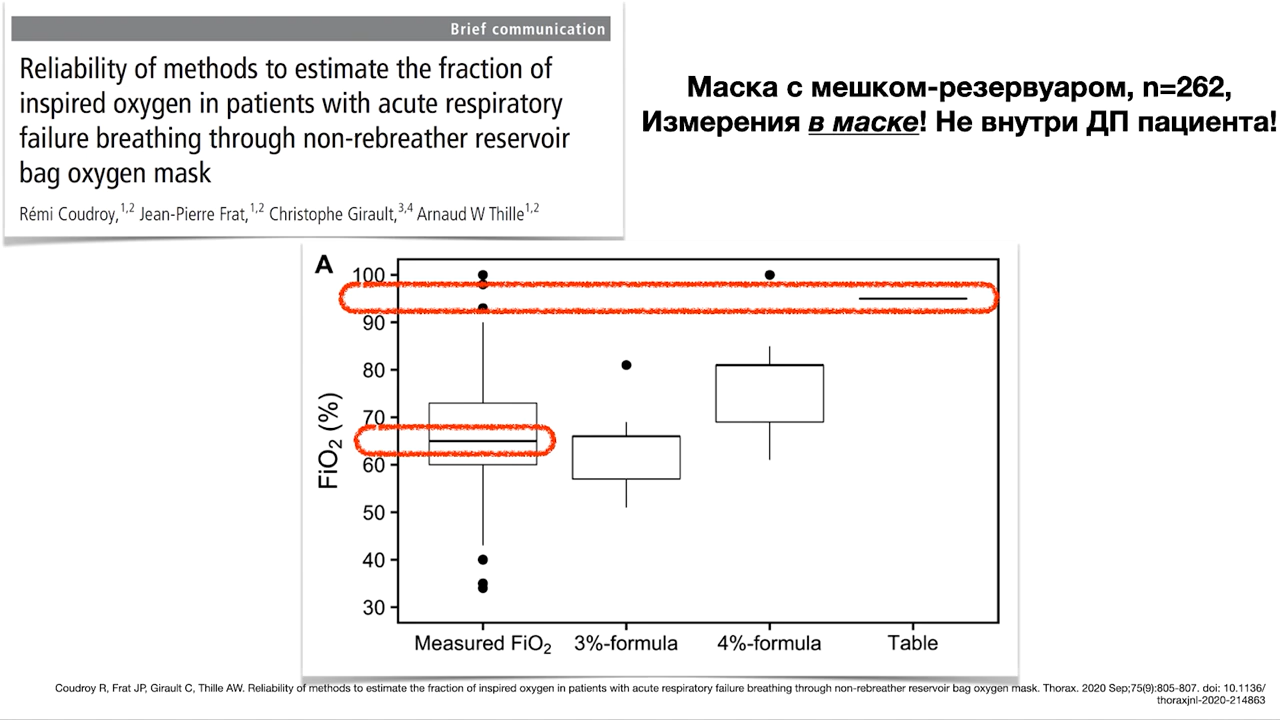 Brief communication
Reliability of methods to estimate the fraction of
inspired oxygen in patients with acute respiratory
failure breathing through non-rebreather reservoir
bag oxygen mask
Rémi Coudroy,1,2 Jean-Pierre Frat,1,2 Christophe Girault,3,4 Arnaud W Thille1,2
Маска с мешком-резервуаром, n=262,
Измерения в маске! Не внутри ДП пациента!
A
100
90
80
70
60
50
40
30
FiO2 (%)
Measured FiO2 3%-formula 4%-formula Table
Coudroy R, Frat JP, Girault C, Thille AW. Reliability of methods to estimate the fraction of inspired oxygen in patients with acute respiratory failure breathing through non-rebreather reservoir bag oxygen mask. Thorax. 2020 Sep;75(9):805-807. doi: 10.1136/
thoraxjnl-2020-214863